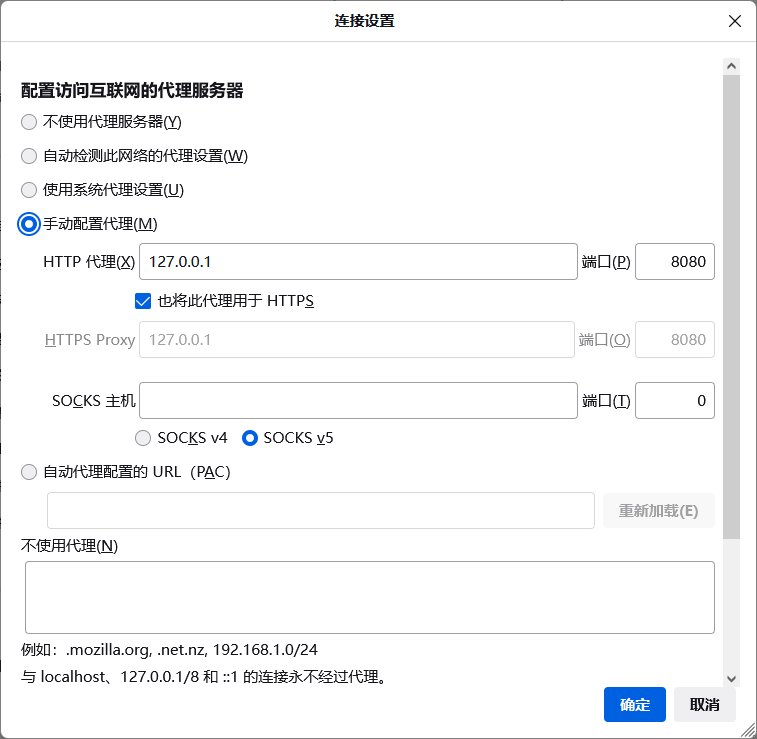 连接设置
配置访问互联网的代理服务器
不使用代理服务器(Y)
自动检测此网络的代理设置(W)
使用系统代理设置(U)
手动配置代理(M)
HTTP 代理(X) 127.0.0.1 端口(P) 8080
也将此代理用于 HTTPS
HTTPS Proxy 127.0.0.1 端口(O) 8080
SOCKS 主机 端口(T) 0
SOCKS v4 SOCKS v5
自动代理配置的 URL（PAC）
重新加载(E)
不使用代理(N)
例如：.mozilla.org, .net.nz, 192.168.1.0/24
与 localhost、127.0.0.1/8 和 ::1 的连接永不经过代理。
确定 取消